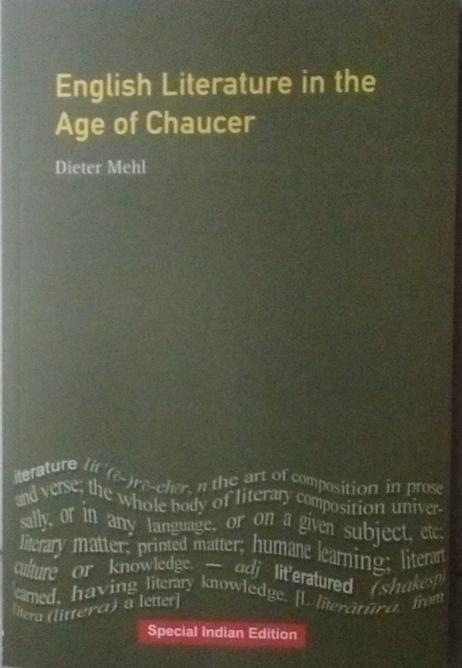 English Literature in the
Age of Chaucer
Dieter Mehl
iterature lit'(ĕ-)rə-chər, n the art of composition in prose
and verse; the whole body of literary composition univer-
sally, or in any language, or on a given subject, etc;
literary matter; printed matter; humane learning; literart
culture or knowledge. — adj lit'eratured (shakesp)
earned, having literary knowledge. [L literātūra. from
litera (littera) a letter]
Special Indian Edition